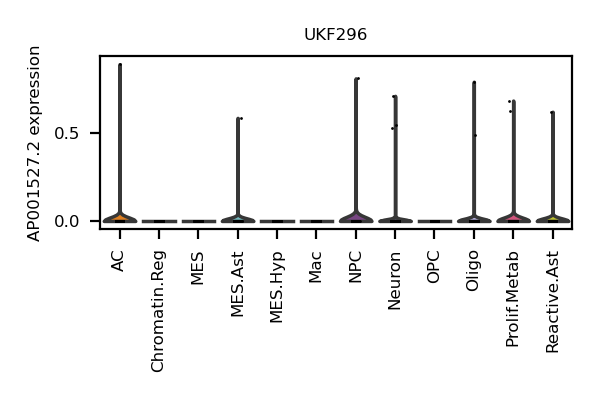 UKF296
AP001527.2 expression
0.5
0.0
AC
Chromatin.Reg
MES
MES.Ast
MES.Hyp
Mac
NPC
Neuron
OPC
Oligo
Prolif.Metab
Reactive.Ast